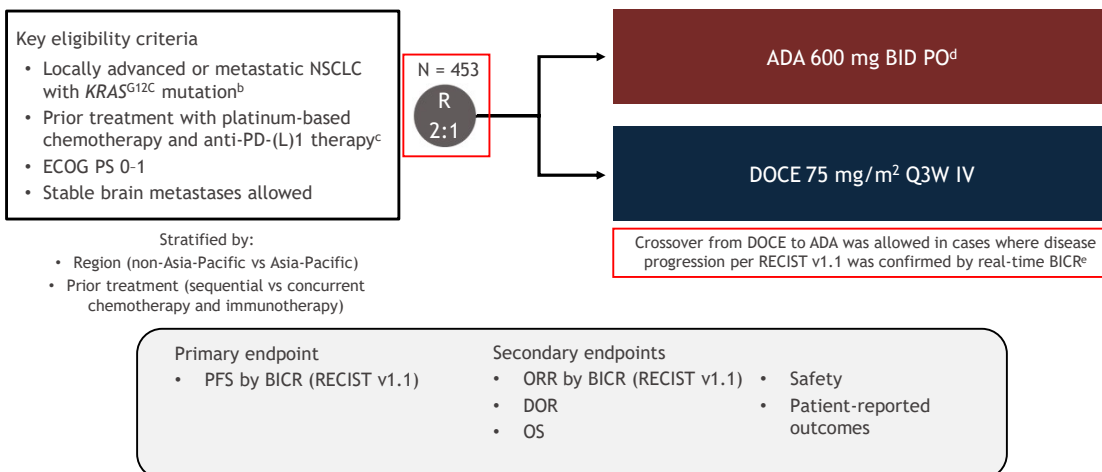 Key eligibility criteria
• Locally advanced or metastatic NSCLC
with KRASᴳ¹²ᶜ mutationᵇ
• Prior treatment with platinum-based
chemotherapy and anti-PD-(L)1 therapyᶜ
• ECOG PS 0-1
• Stable brain metastases allowed
Stratified by:
• Region (non-Asia-Pacific vs Asia-Pacific)
• Prior treatment (sequential vs concurrent
chemotherapy and immunotherapy)
N = 453
R
2:1
ADA 600 mg BID POᵈ
DOCE 75 mg/m² Q3W IV
Crossover from DOCE to ADA was allowed in cases where disease
progression per RECIST v1.1 was confirmed by real-time BICRᵉ
Primary endpoint
• PFS by BICR (RECIST v1.1)
Secondary endpoints
• ORR by BICR (RECIST v1.1)
• DOR
• OS
• Safety
• Patient-reported
outcomes